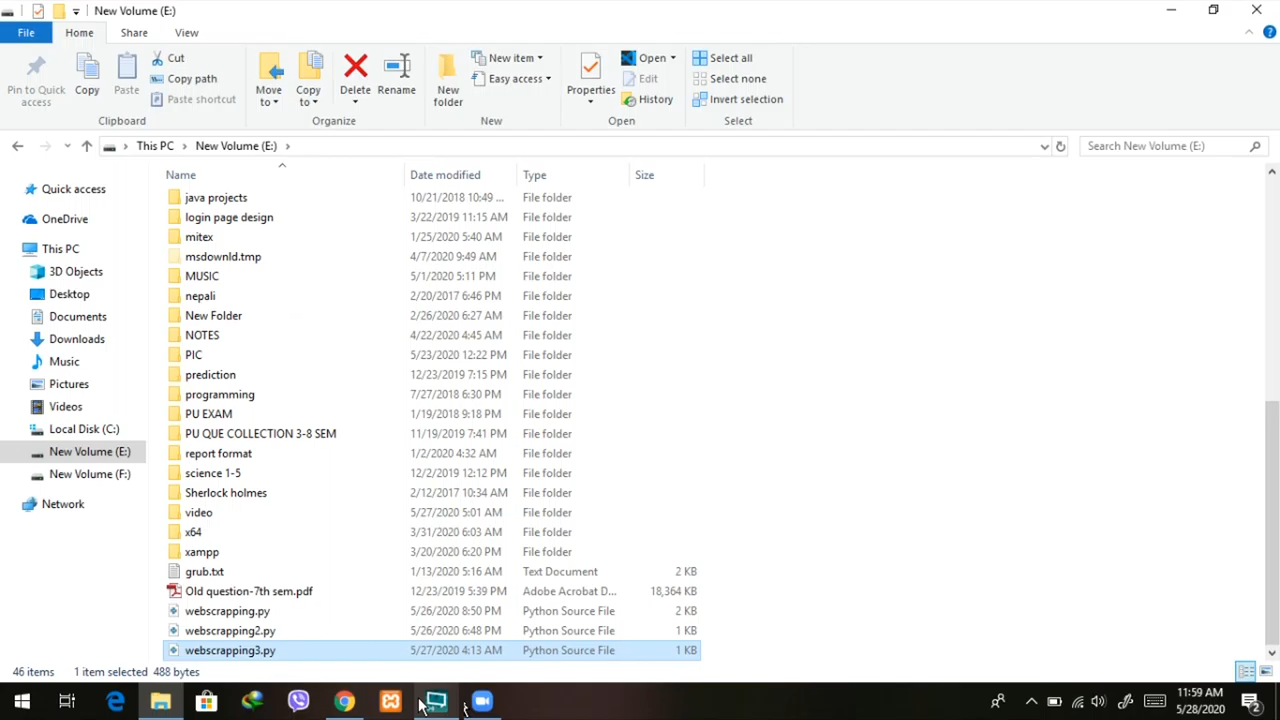 New Volume (E:)
File Home Share View
Pin to Quick access
Copy
Paste
Cut
Copy path
Paste shortcut
Clipboard
Move to
Copy to
Delete
Rename
Organize
New folder
New item
Easy access
New
Properties
Open
Edit
History
Open
Select all
Select none
Invert selection
Select
This PC New Volume (E:)
Search New Volume (E:)
Quick access
OneDrive
This PC
3D Objects
Desktop
Documents
Downloads
Music
Pictures
Videos
Local Disk (C:)
New Volume (E:)
New Volume (F:)
Network
Name Date modified Type Size
java projects 10/21/2018 10:49 ... File folder
login page design 3/22/2019 11:15 AM File folder
mitex 1/25/2020 5:40 AM File folder
msdownld.tmp 4/7/2020 9:49 AM File folder
MUSIC 5/1/2020 5:11 PM File folder
nepali 2/20/2017 6:46 PM File folder
New Folder 2/26/2020 6:27 AM File folder
NOTES 4/22/2020 4:45 AM File folder
PIC 5/23/2020 12:22 PM File folder
prediction 12/23/2019 7:15 PM File folder
programming 7/27/2018 6:30 PM File folder
PU EXAM 1/19/2018 9:18 PM File folder
PU QUE COLLECTION 3-8 SEM 11/19/2019 7:41 PM File folder
report format 1/2/2020 4:32 AM File folder
science 1-5 12/2/2019 12:12 PM File folder
Sherlock holmes 2/12/2017 10:34 AM File folder
video 5/27/2020 5:01 AM File folder
x64 3/31/2020 6:03 AM File folder
xampp 3/20/2020 6:20 PM File folder
grub.txt 1/13/2020 5:16 AM Text Document 2 KB
Old question-7th sem.pdf 12/23/2019 5:39 PM Adobe Acrobat D... 18,364 KB
webscrapping.py 5/26/2020 8:50 PM Python Source File 2 KB
webscrapping2.py 5/26/2020 6:48 PM Python Source File 1 KB
webscrapping3.py 5/27/2020 4:13 AM Python Source File 1 KB
46 items 1 item selected 488 bytes
11:59 AM
5/28/2020
2